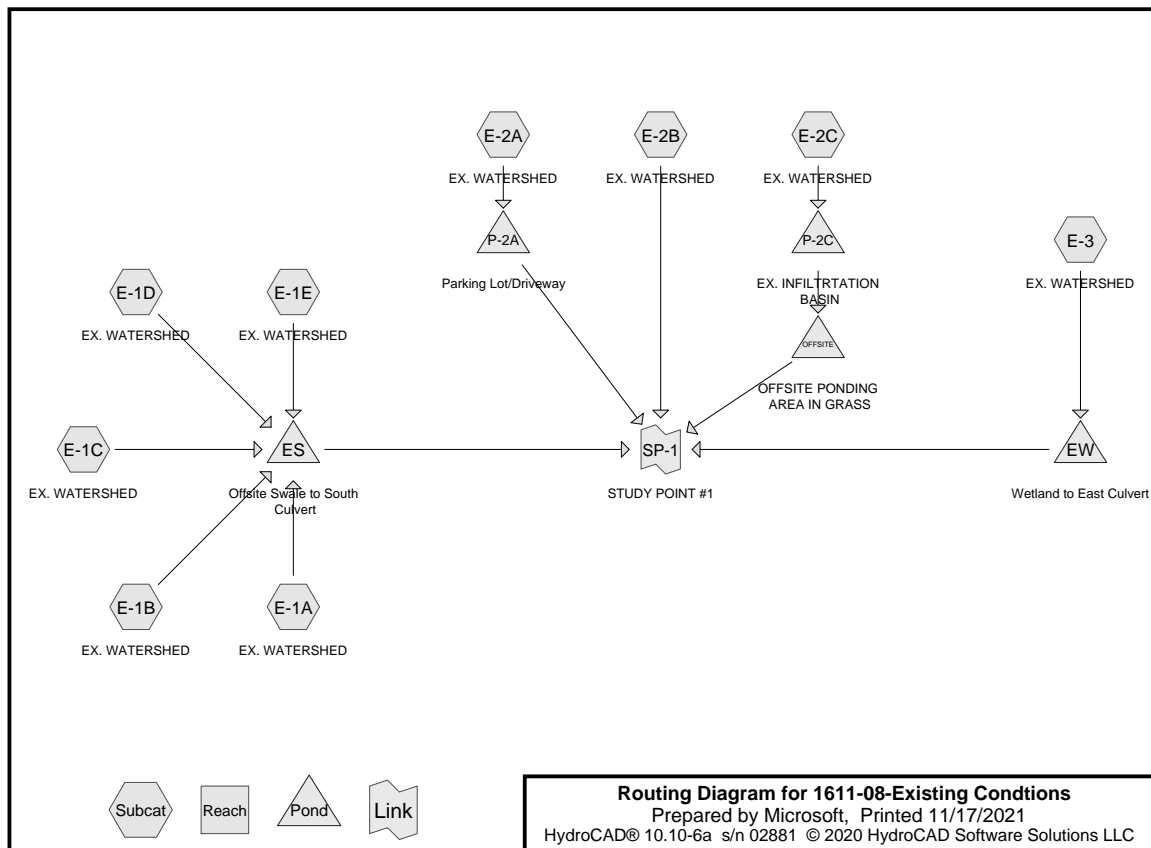 E-2A
E-2B
E-2C
EX. WATERSHED
EX. WATERSHED
EX. WATERSHED
P-2A
P-2C
E-3
Parking Lot/Driveway
EX. INFILTRTATION
BASIN
EX. WATERSHED
E-1D
E-1E
EX. WATERSHED
EX. WATERSHED
OFFSITE
OFFSITE PONDING
AREA IN GRASS
E-1C
ES
SP-1
EW
EX. WATERSHED
Offsite Swale to South
Culvert
STUDY POINT #1
Wetland to East Culvert
E-1B
E-1A
EX. WATERSHED
EX. WATERSHED
Subcat
Reach
Pond
Link
Routing Diagram for 1611-08-Existing Condtions
Prepared by Microsoft, Printed 11/17/2021
HydroCAD® 10.10-6a s/n 02881 © 2020 HydroCAD Software Solutions LLC